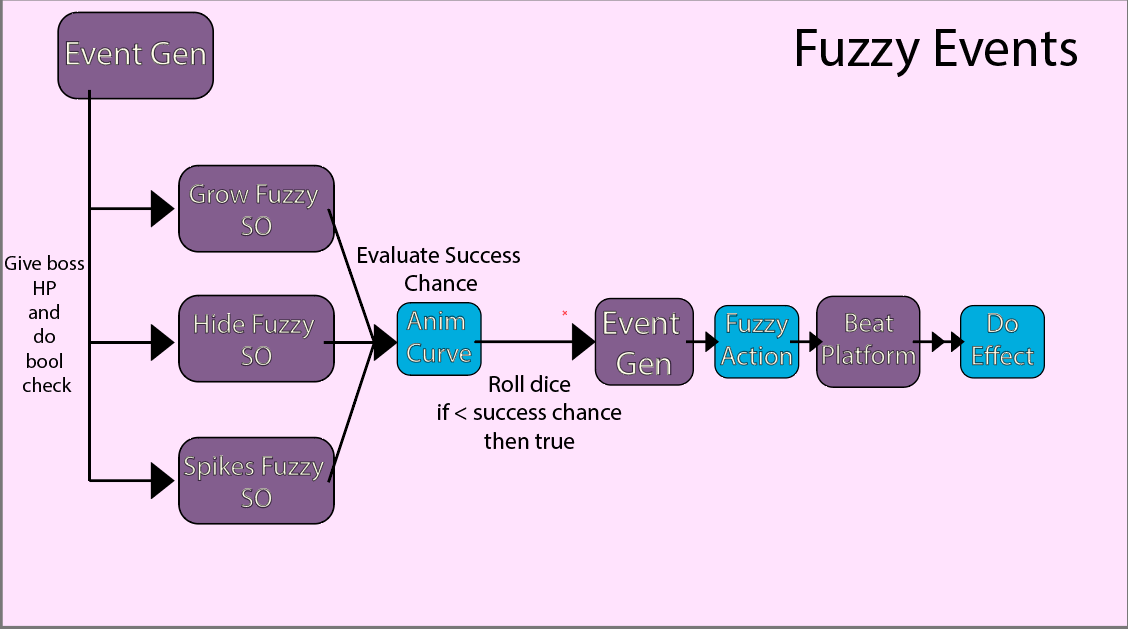 Fuzzy Events
Event Gen
Grow Fuzzy
SO
Give boss
HP
and
do
bool
check
Hide Fuzzy
SO
Spikes Fuzzy
SO
Evaluate Success
Chance
Anim
Curve
Roll dice
if < success chance
then true
Event
Gen
Fuzzy
Action
Beat
Platform
Do
Effect